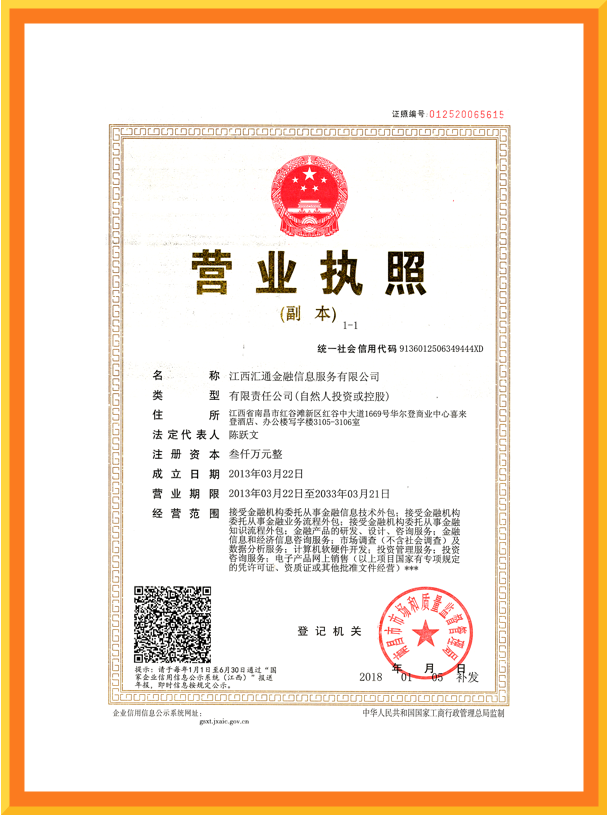 证照编号 012520065615
营业执照
(副 本) 1-1
统一社会信用代码 9136012506349444XD
名 称 江西汇通金融信息服务有限公司
类 型 有限责任公司(自然人投资或控股)
住 所 江西省南昌市红谷滩新区红谷中大道1669号华尔登商业中心喜来
登酒店、办公楼写字楼3105-3106室
法定代表人 陈跃文
注册资本 叁仟万元整
成立日期 2013年03月22日
营业期限 2013年03月22日至2033年03月21日
经营范围 接受金融机构委托从事金融信息技术外包；接受金融机构
委托从事金融业务流程外包；接受金融机构委托从事金融
知识流程外包；金融产品的研发、设计、咨询服务；金融
信息和经济信息咨询服务；市场调查（不含社会调查）及
数据分析服务；计算机软硬件开发；投资管理服务；投资
咨询服务；电子产品网上销售（以上项目国家有专项规定
的凭许可证、资质证或其他批准文件经营）***
登记机关
南昌市市场和质量监督管理局
年 月 日
2018 01 05 补发
提示：请于每年1月1日至6月30日通过“国
家企业信用信息公示系统（江西）”报送
年报，即时信息按规定公示。
企业信用信息公示系统网址：
gsxt.jxaic.gov.cn
中华人民共和国国家工商行政管理总局监制